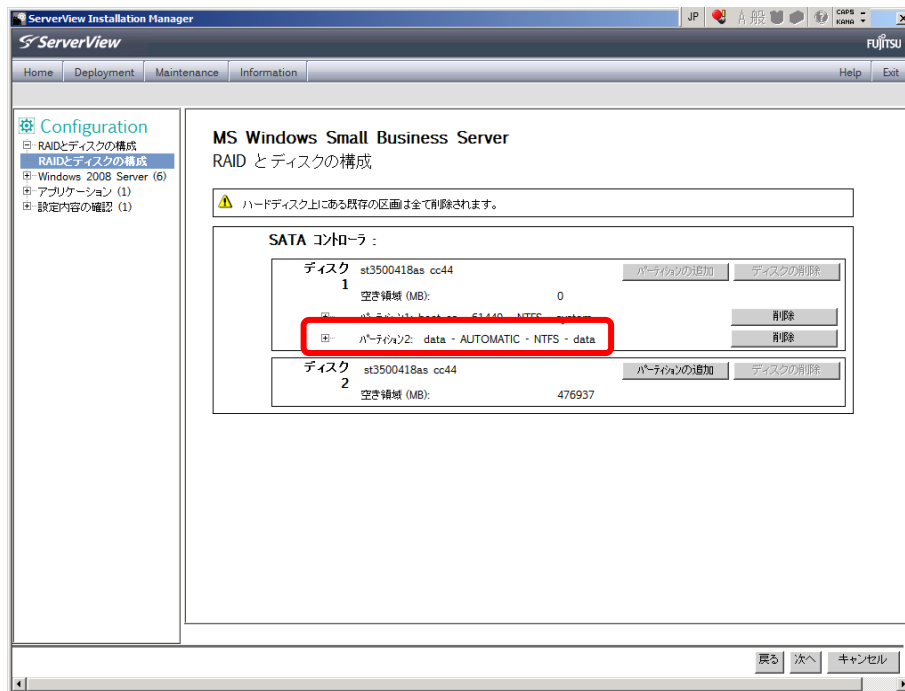 ServerView Installation Manager
JP A 般 CAPS KANA
ServerView FUJITSU
Home Deployment Maintenance Information Help Exit
Configuration
RAIDとディスクの構成
RAIDとディスクの構成
Windows 2008 Server (6)
アプリケーション (1)
設定内容の確認 (1)
MS Windows Small Business Server
RAID とディスクの構成
ハードディスク上にある既存の区画は全て削除されます。
SATA コントローラ :
ディスク 1 st3500418as cc44 パーティションの追加 ディスクの削除
空き領域 (MB): 0
61440 NTFS 削除
パーティション2: data - AUTOMATIC - NTFS - data 削除
ディスク 2 st3500418as cc44 パーティションの追加 ディスクの削除
空き領域 (MB): 476937
戻る 次へ キャンセル